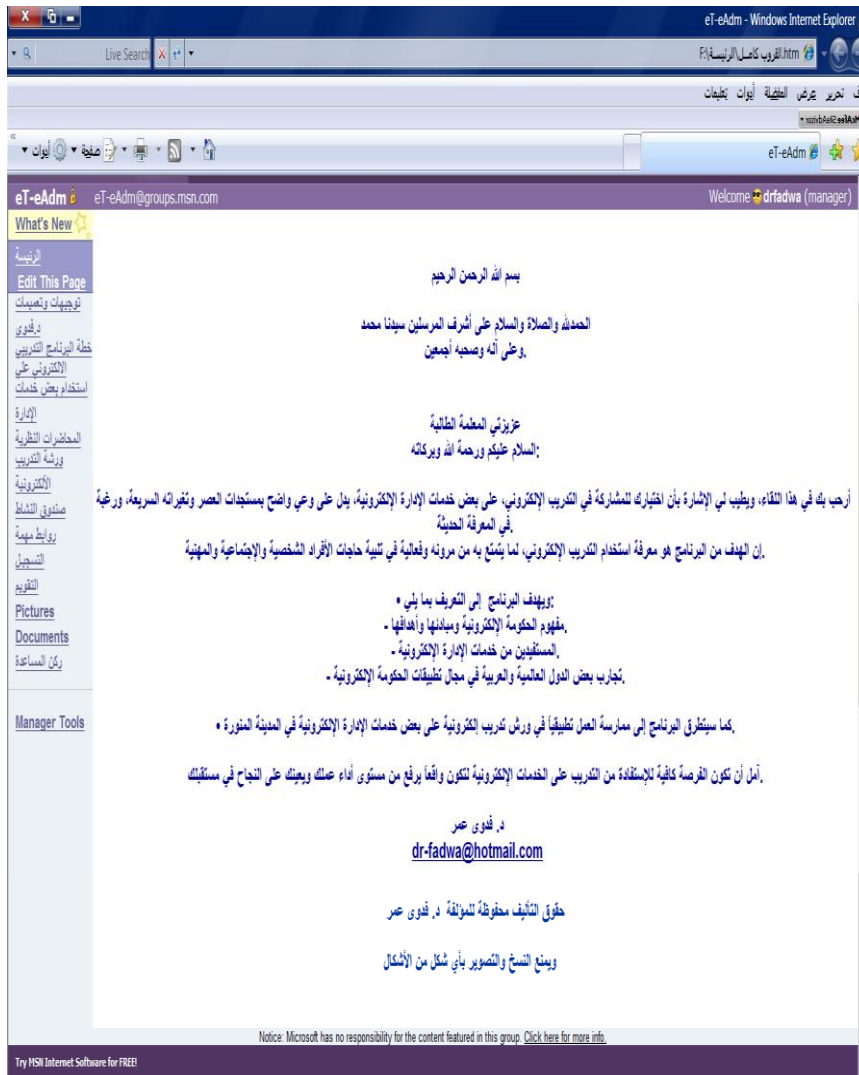 eT-eAdm - Windows Internet Explorer
Live Search
F:\الرئيسة\القروب كامل.htm
تحرير عرض المفضلة أدوات تعليمات
McAfee SiteAdvisor
eT-eAdm
صفحة أدوات
eT-eAdm eT-eAdm@groups.msn.com Welcome drfadwa (manager)
What's New
الرئيسة
Edit This Page
توجيهات وتعميمات
د.فدوى
خطة البرنامج التدريبي
الالكتروني على
استخدام بعض خدمات
الإدارة
المحاضرات النظرية
ورشة التدريب
الألكترونية
صندوق النشاط
روابط مهمة
التسجيل
التقويم
Pictures
Documents
ركن المساعدة
Manager Tools
بسم الله الرحمن الرحيم
الحمدلله والصلاة والسلام على أشرف المرسلين سيدنا محمد
وعلى آله وصحبه أجمعين.
عزيزتي المعلمة الطالبة
السلام عليكم ورحمة الله وبركاته:
أرحب بك في هذا اللقاء، ويطيب لي الإشارة بأن اختيارك للمشاركة في التدريب الإلكتروني، على بعض خدمات الإدارة الإلكترونية، يدل على وعي واضح بمستجدات العصر وتغيراته السريعة، ورغبة
في المعرفة الحديثة.
إن الهدف من البرنامج هو معرفة استخدام التدريب الإلكتروني، لما يتمتع به من مرونه وفعالية في تلبية حاجات الأفراد الشخصية والإجتماعية والمهنية.
ويهدف البرنامج إلى التعريف بما يلي: •
مفهوم الحكومة الإلكترونية ومبادئها وأهدافها. -
المستفيدين من خدمات الإدارة الإلكترونية. -
تجارب بعض الدول العالمية والعربية في مجال تطبيقات الحكومة الإلكترونية. -
كما سيتطرق البرنامج إلى ممارسة العمل تطبيقياً في ورش تدريب إلكترونية على بعض خدمات الإدارة الإلكترونية في المدينة المنورة. •
آمل أن تكون الفرصة كافية للإستفادة من التدريب على الخدمات الإلكترونية لتكون واقعاً يرفع من مستوى أداء عملك ويعينك على النجاح في مستقبلك.
د. فدوى عمر
dr-fadwa@hotmail.com
حقوق التأليف محفوظة للمؤلفة د. فدوى عمر
ويمنع النسخ والتصوير بأي شكل من الأشكال
Notice: Microsoft has no responsibility for the content featured in this group. Click here for more info.
Try MSN Internet Software for FREE!